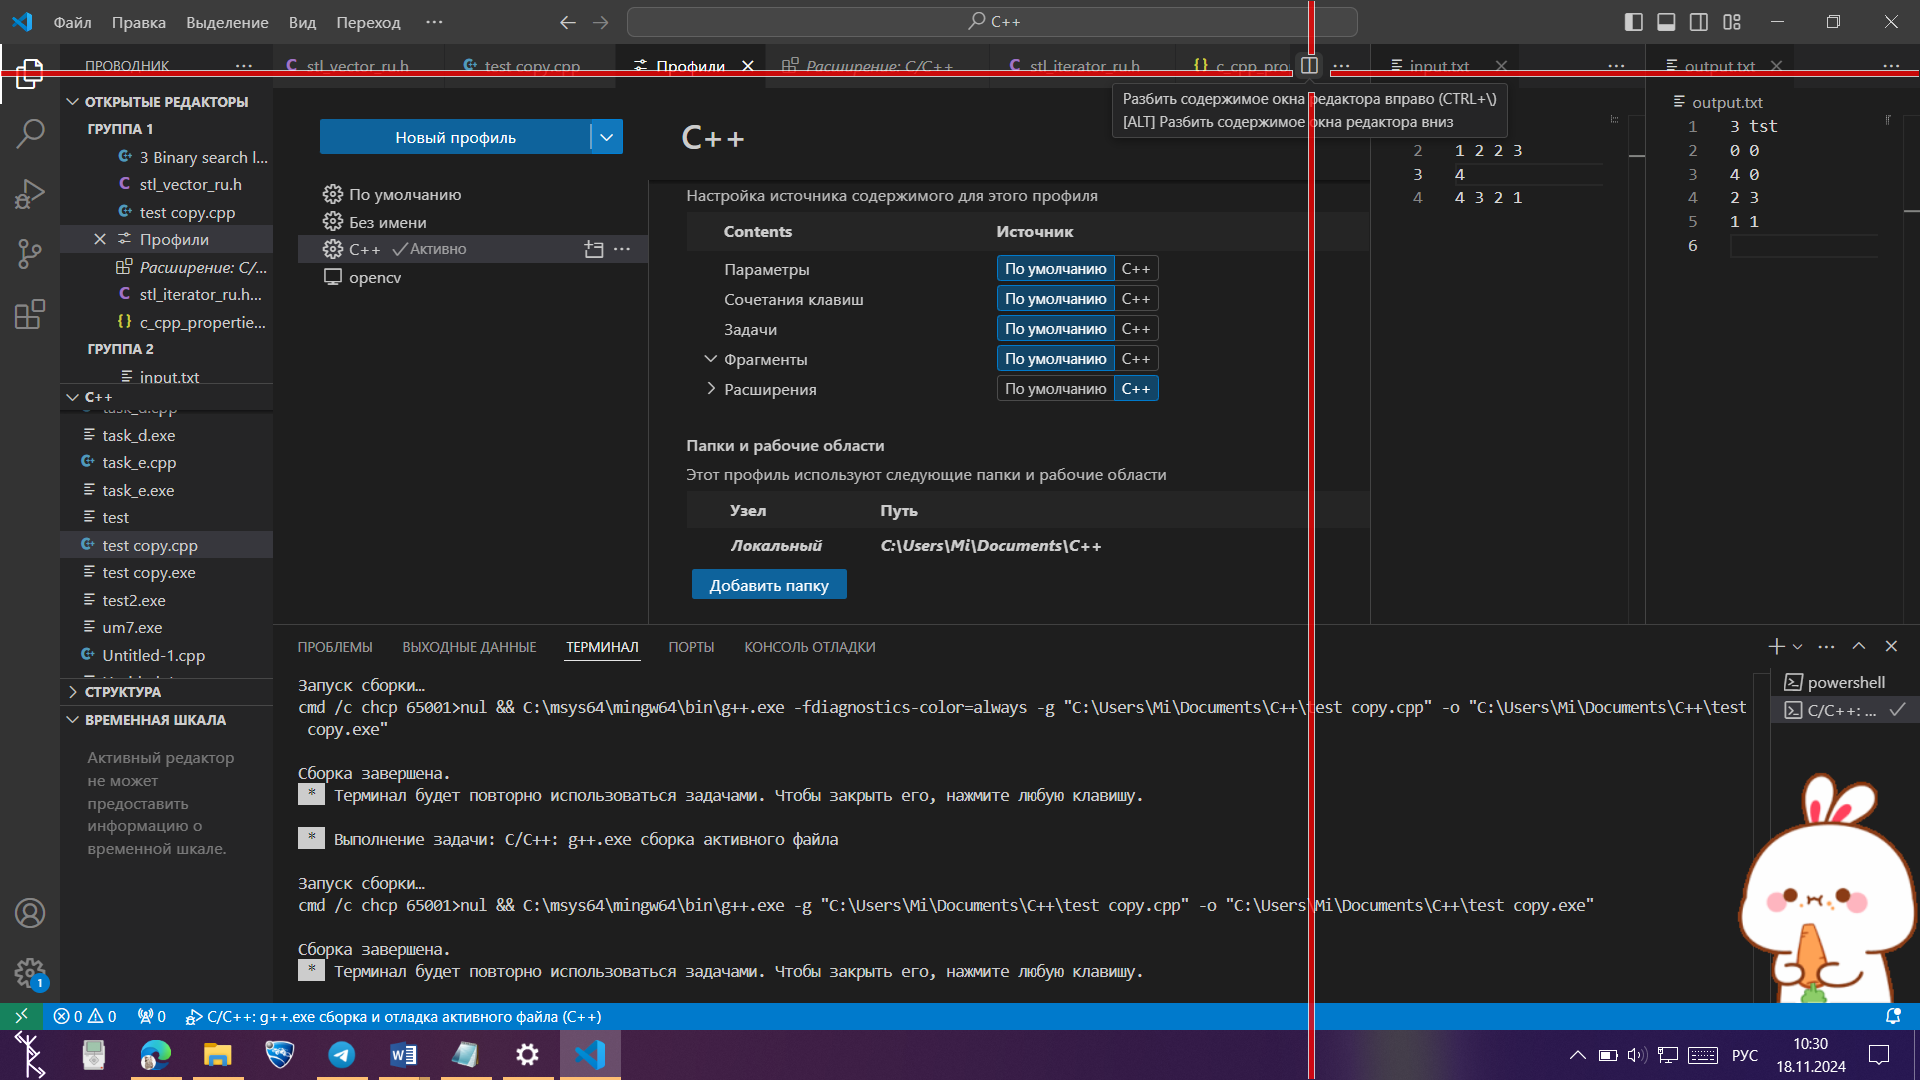 Файл Правка Выделение Вид Переход ··· C++
ПРОВОДНИК ···
stl_vector_ru.h test copy.cpp Профили Расширение: C/C++ stl_iterator_ru.h c_cpp_pro ··· input.txt ··· output.txt ···
Разбить содержимое окна редактора вправо (CTRL+\)
[ALT] Разбить содержимое окна редактора вниз
ОТКРЫТЫЕ РЕДАКТОРЫ
ГРУППА 1
3 Binary search l...
stl_vector_ru.h
test copy.cpp
Профили
Расширение: C/...
stl_iterator_ru.h...
c_cpp_propertie...
ГРУППА 2
input.txt
C++
task_d.cpp
task_d.exe
task_e.cpp
task_e.exe
test
test copy.cpp
test copy.exe
test2.exe
um7.exe
Untitled-1.cpp
СТРУКТУРА
ВРЕМЕННАЯ ШКАЛА
Активный редактор
не может
предоставить
информацию о
временной шкале.
Новый профиль
По умолчанию
Без имени
C++ Активно ···
opencv
C++
Настройка источника содержимого для этого профиля
Contents Источник
Параметры По умолчанию C++
Сочетания клавиш По умолчанию C++
Задачи По умолчанию C++
Фрагменты По умолчанию C++
Расширения По умолчанию C++
Папки и рабочие области
Этот профиль используют следующие папки и рабочие области
Узел Путь
Локальный C:\Users\Mi\Documents\C++
Добавить папку
2 1 2 2 3
3 4
4 4 3 2 1
output.txt
1 3 tst
2 0 0
3 4 0
4 2 3
5 1 1
6
ПРОБЛЕМЫ ВЫХОДНЫЕ ДАННЫЕ ТЕРМИНАЛ ПОРТЫ КОНСОЛЬ ОТЛАДКИ
Запуск сборки…
cmd /c chcp 65001>nul && C:\msys64\mingw64\bin\g++.exe -fdiagnostics-color=always -g "C:\Users\Mi\Documents\C++\test copy.cpp" -o "C:\Users\Mi\Documents\C++\test
copy.exe"
Сборка завершена.
* Терминал будет повторно использоваться задачами. Чтобы закрыть его, нажмите любую клавишу.
* Выполнение задачи: C/C++: g++.exe сборка активного файла
Запуск сборки…
cmd /c chcp 65001>nul && C:\msys64\mingw64\bin\g++.exe -g "C:\Users\Mi\Documents\C++\test copy.cpp" -o "C:\Users\Mi\Documents\C++\test copy.exe"
Сборка завершена.
* Терминал будет повторно использоваться задачами. Чтобы закрыть его, нажмите любую клавишу.
powershell
C/C++: ...
1
0 0 0 C/C++: g++.exe сборка и отладка активного файла (C++)
РУС
10:30
18.11.2024